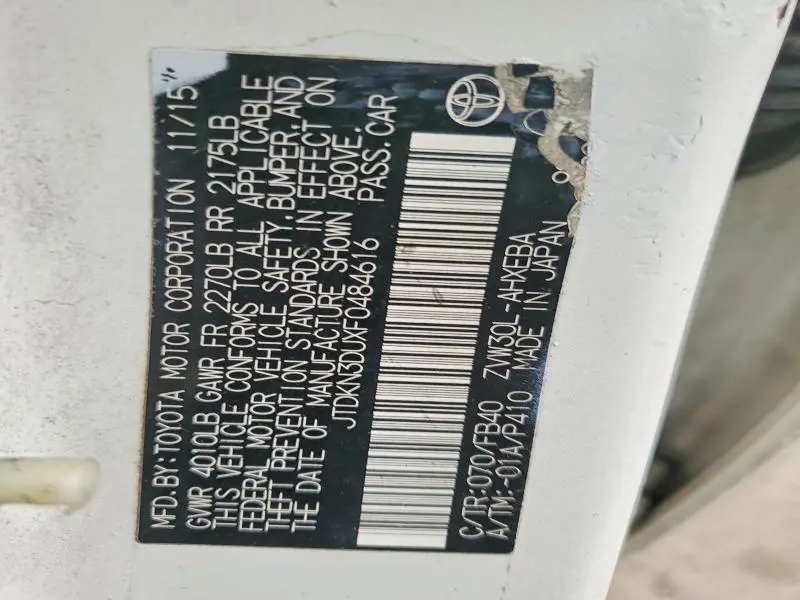 MFD.BY:TOYOTA MOTOR CORPORATION 11/15
GVWR 4010LB GAWR FR 2270LB RR 2175LB
THIS VEHICLE CONFORMS TO ALL APPLICABLE
FEDERAL MOTOR VEHICLE SAFETY,BUMPER,AND
THEFT PREVENTION STANDARDS IN EFFECT ON
THE DATE OF MANUFACTURE SHOWN ABOVE.
JTDKN3DUXF0484616 PASS.CAR
C/TR:070/FB40 ZVW30L-AHXEBA
A/TM:-01A/P410 MADE IN JAPAN